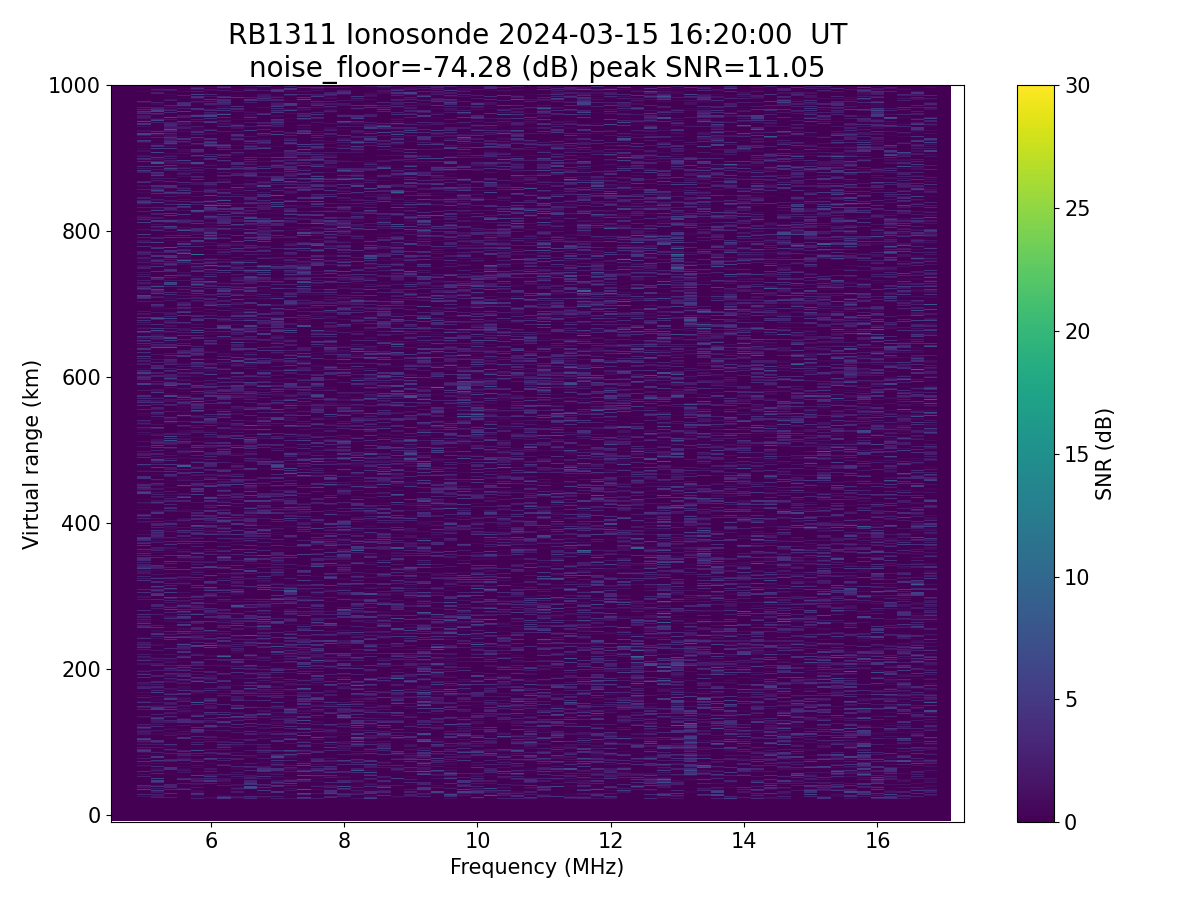 RB1311 Ionosonde 2024-03-15 16:20:00  UT
noise_floor=-74.28 (dB) peak SNR=11.05
1000
800
600
400
200
0
Virtual range (km)
6 8 10 12 14 16
Frequency (MHz)
30
25
20
15
10
5
0
SNR (dB)